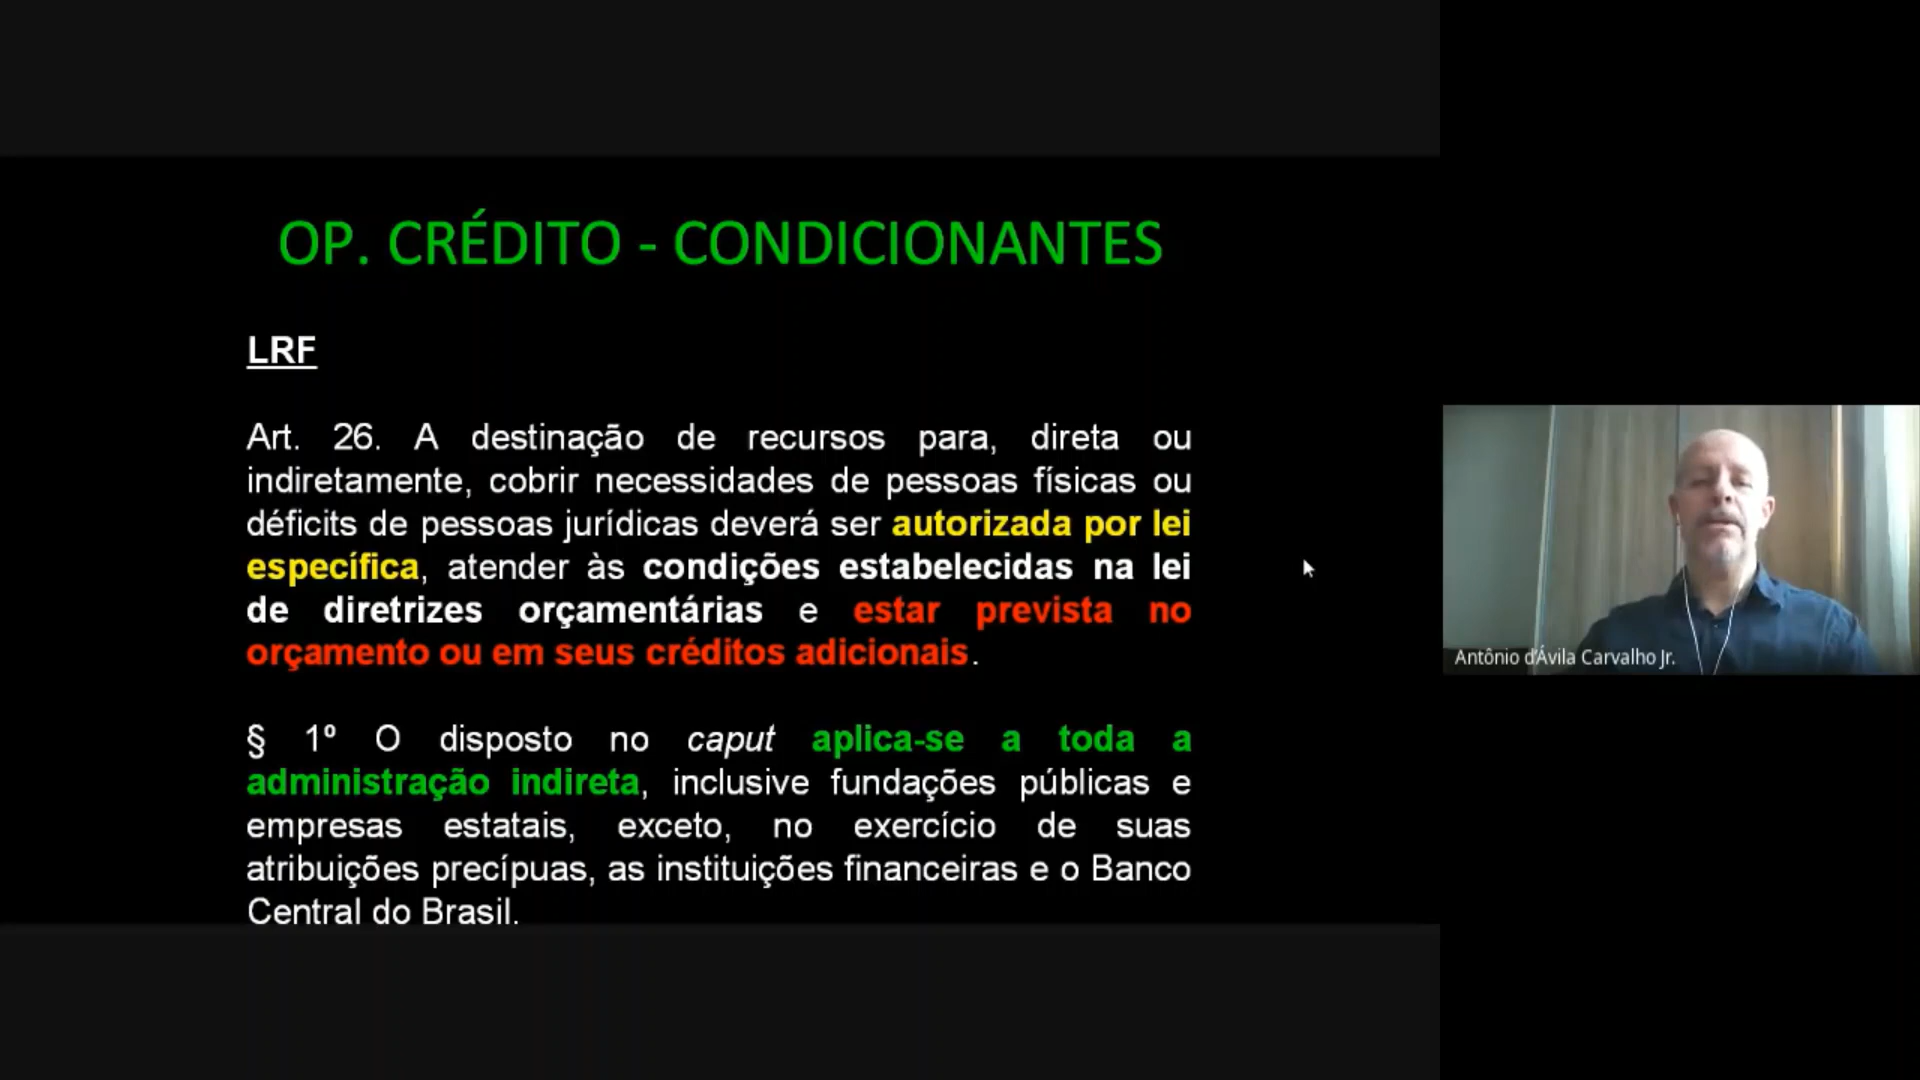 OP. CRÉDITO - CONDICIONANTES
LRF
Art. 26. A destinação de recursos para, direta ou
indiretamente, cobrir necessidades de pessoas físicas ou
déficits de pessoas jurídicas deverá ser autorizada por lei
específica, atender às condições estabelecidas na lei
de diretrizes orçamentárias e estar prevista no
orçamento ou em seus créditos adicionais.
§ 1º O disposto no caput aplica-se a toda a
administração indireta, inclusive fundações públicas e
empresas estatais, exceto, no exercício de suas
atribuições precípuas, as instituições financeiras e o Banco
Central do Brasil.
Antônio d'Ávila Carvalho Jr.